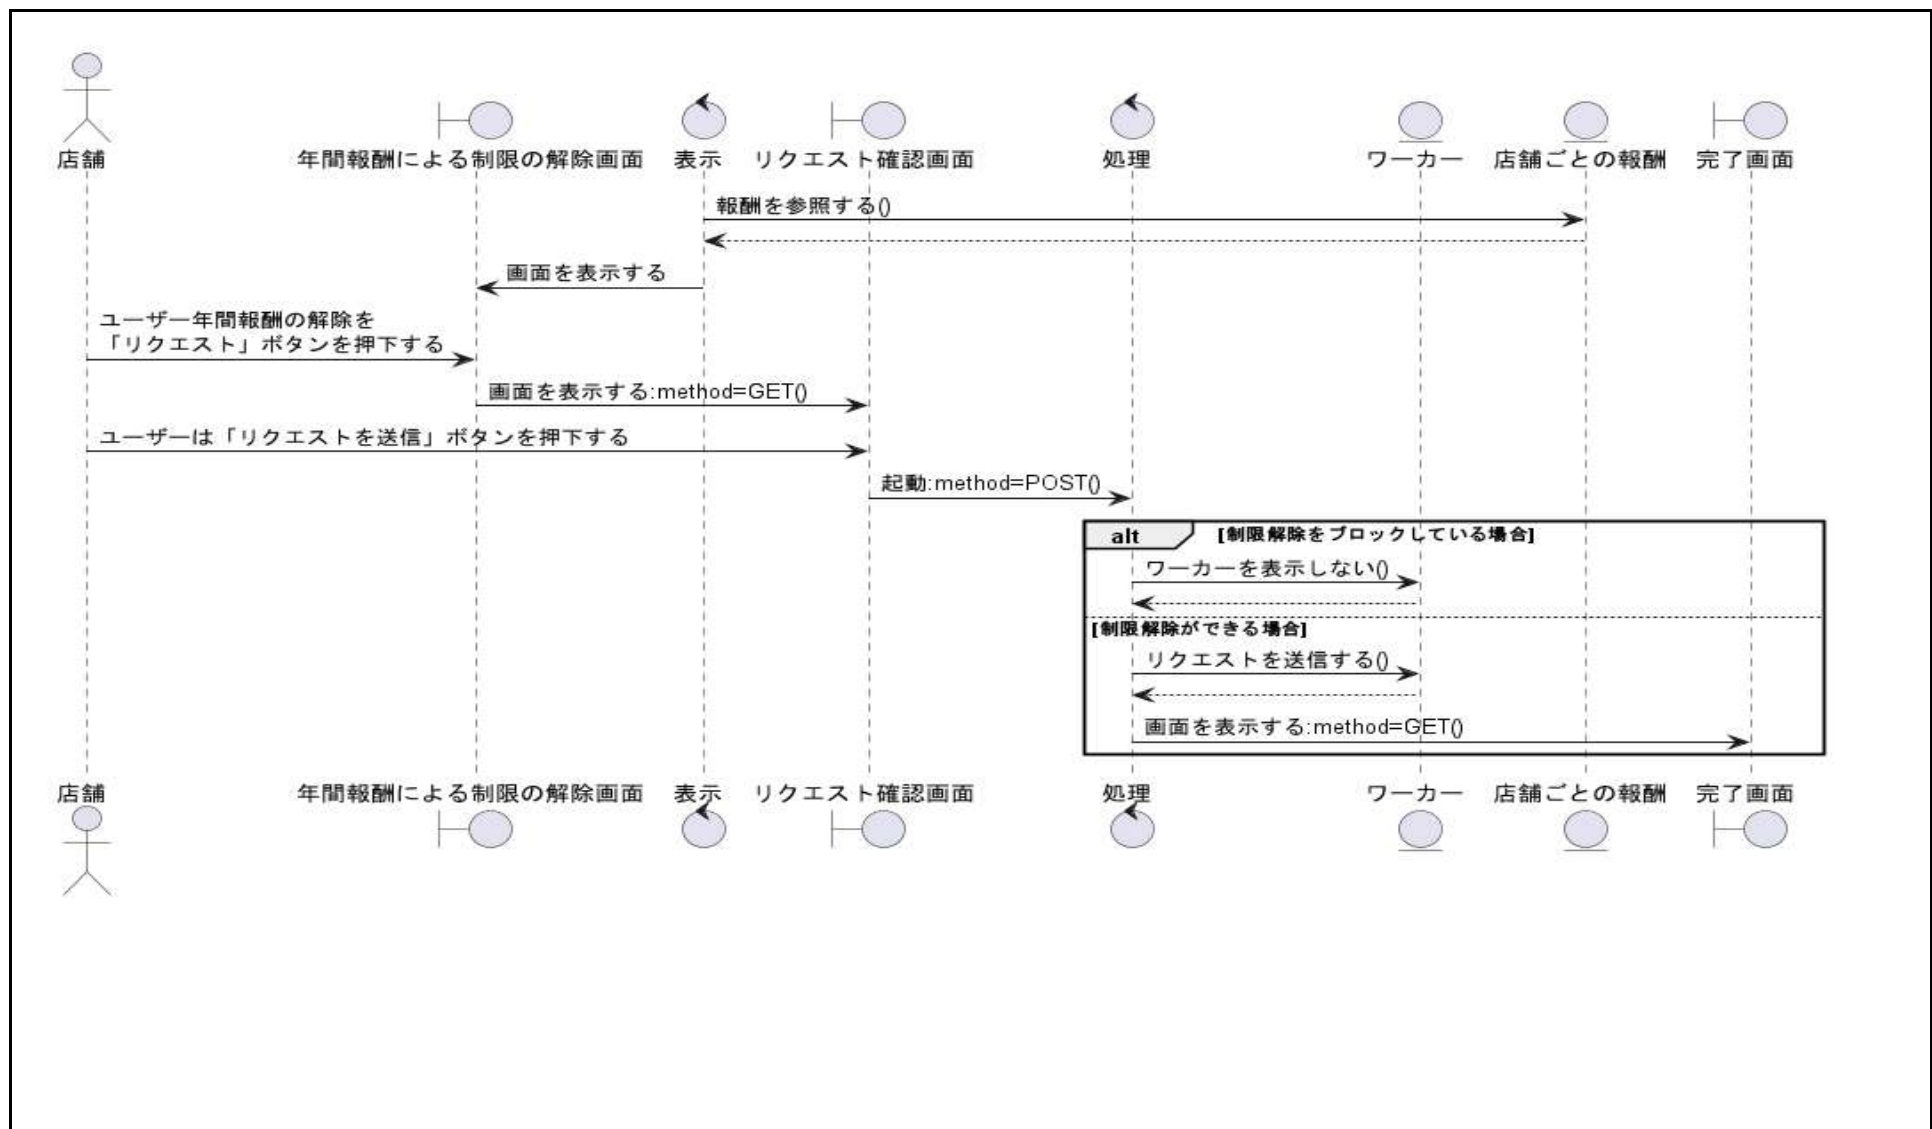 店舗
年間報酬による制限の解除画面
表示
リクエスト確認画面
処理
ワーカー
店舗ごとの報酬
完了画面
報酬を参照する()
画面を表示する
ユーザー年間報酬の解除を
「リクエスト」ボタンを押下する
画面を表示する:method=GET()
ユーザーは「リクエストを送信」ボタンを押下する
起動:method=POST()
alt
[制限解除をブロックしている場合]
ワーカーを表示しない()
[制限解除ができる場合]
リクエストを送信する()
画面を表示する:method=GET()
店舗
年間報酬による制限の解除画面
表示
リクエスト確認画面
処理
ワーカー
店舗ごとの報酬
完了画面